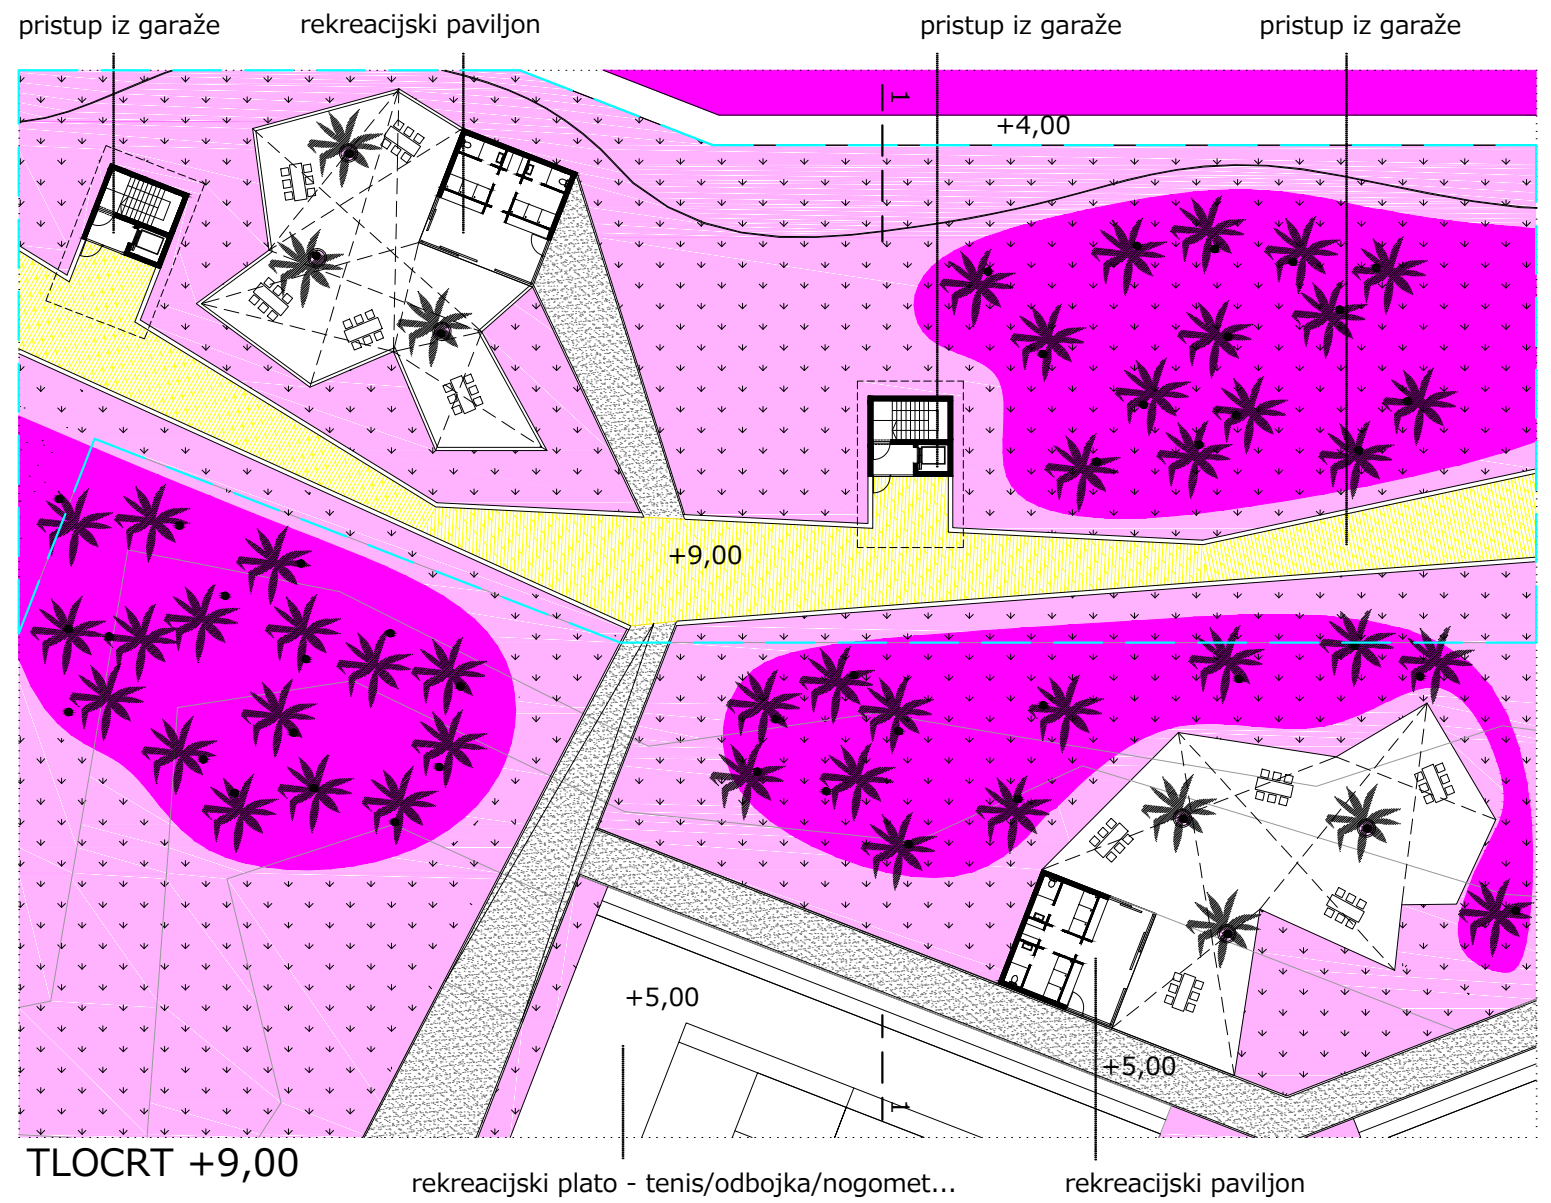 pristup iz garaže
rekreacijski paviljon
pristup iz garaže
pristup iz garaže
1
+4,00
+9,00
+5,00
+5,00
1
TLOCRT +9,00
rekreacijski plato - tenis/odbojka/nogomet...
rekreacijski paviljon